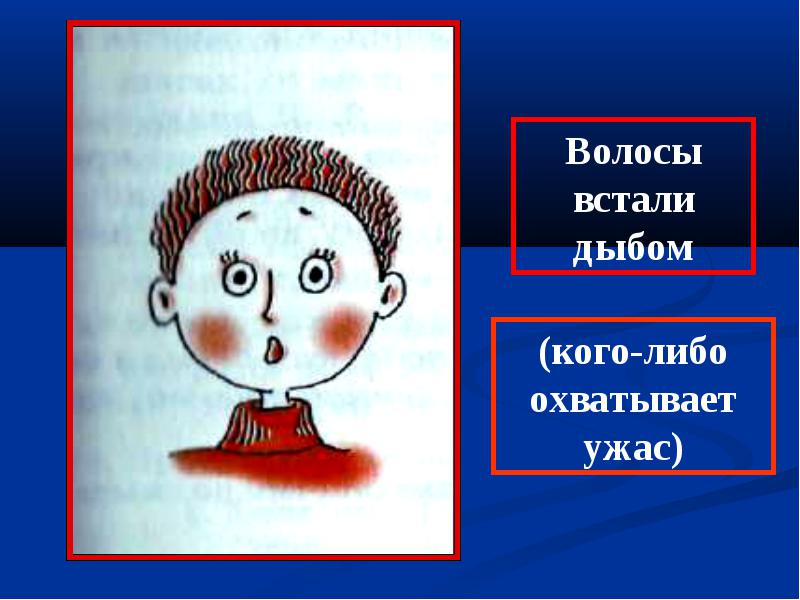 Волосы
встали
дыбом
(кого-либо
охватывает
ужас)